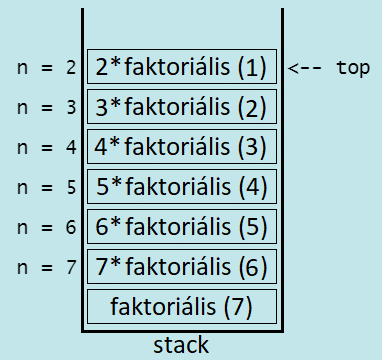 n = 2 2*faktoriális (1) <-- top
n = 3 3*faktoriális (2)
n = 4 4*faktoriális (3)
n = 5 5*faktoriális (4)
n = 6 6*faktoriális (5)
n = 7 7*faktoriális (6)
faktoriális (7)
stack